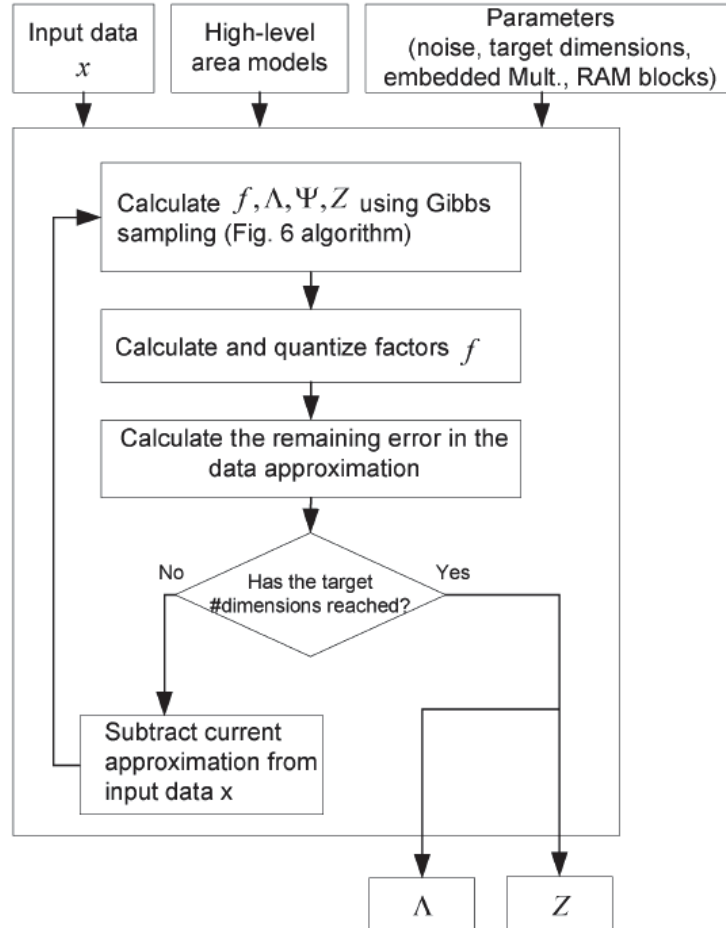 Input data
x
High-level
area models
Parameters
(noise, target dimensions,
embedded Mult., RAM blocks)
Calculate f, Λ, Ψ, Z using Gibbs
sampling (Fig. 6 algorithm)
Calculate and quantize factors f
Calculate the remaining error in the
data approximation
No
Has the target
#dimensions reached?
Yes
Subtract current
approximation from
input data x
Λ
Z